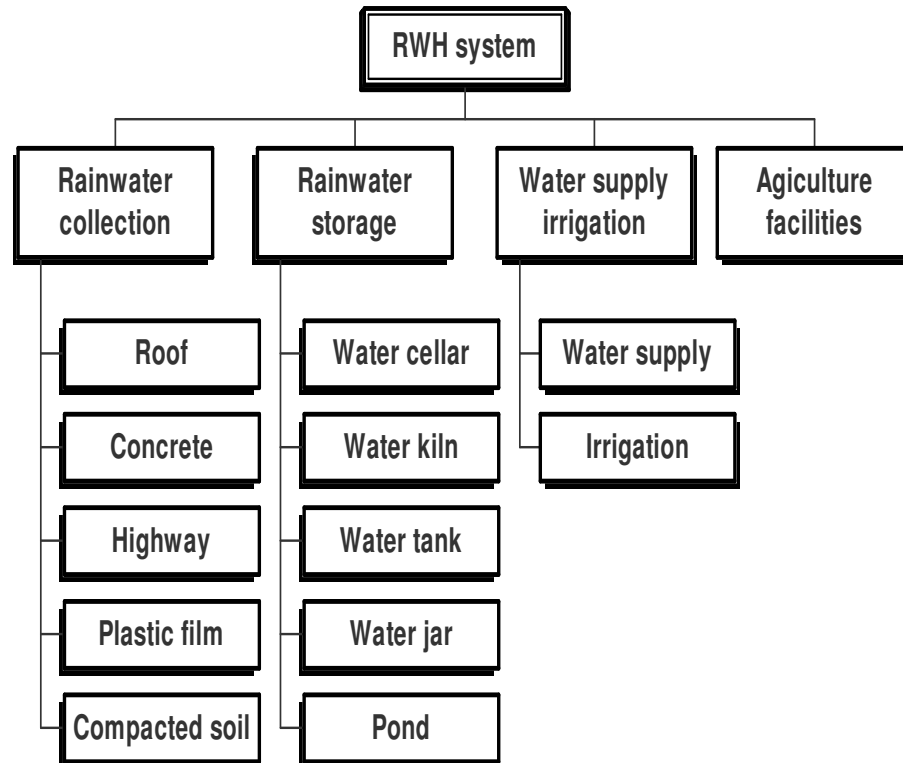 RWH system
Rainwater
collection
Rainwater
storage
Water supply
irrigation
Agiculture
facilities
Roof
Concrete
Highway
Plastic film
Compacted soil
Water cellar
Water kiln
Water tank
Water jar
Pond
Water supply
Irrigation